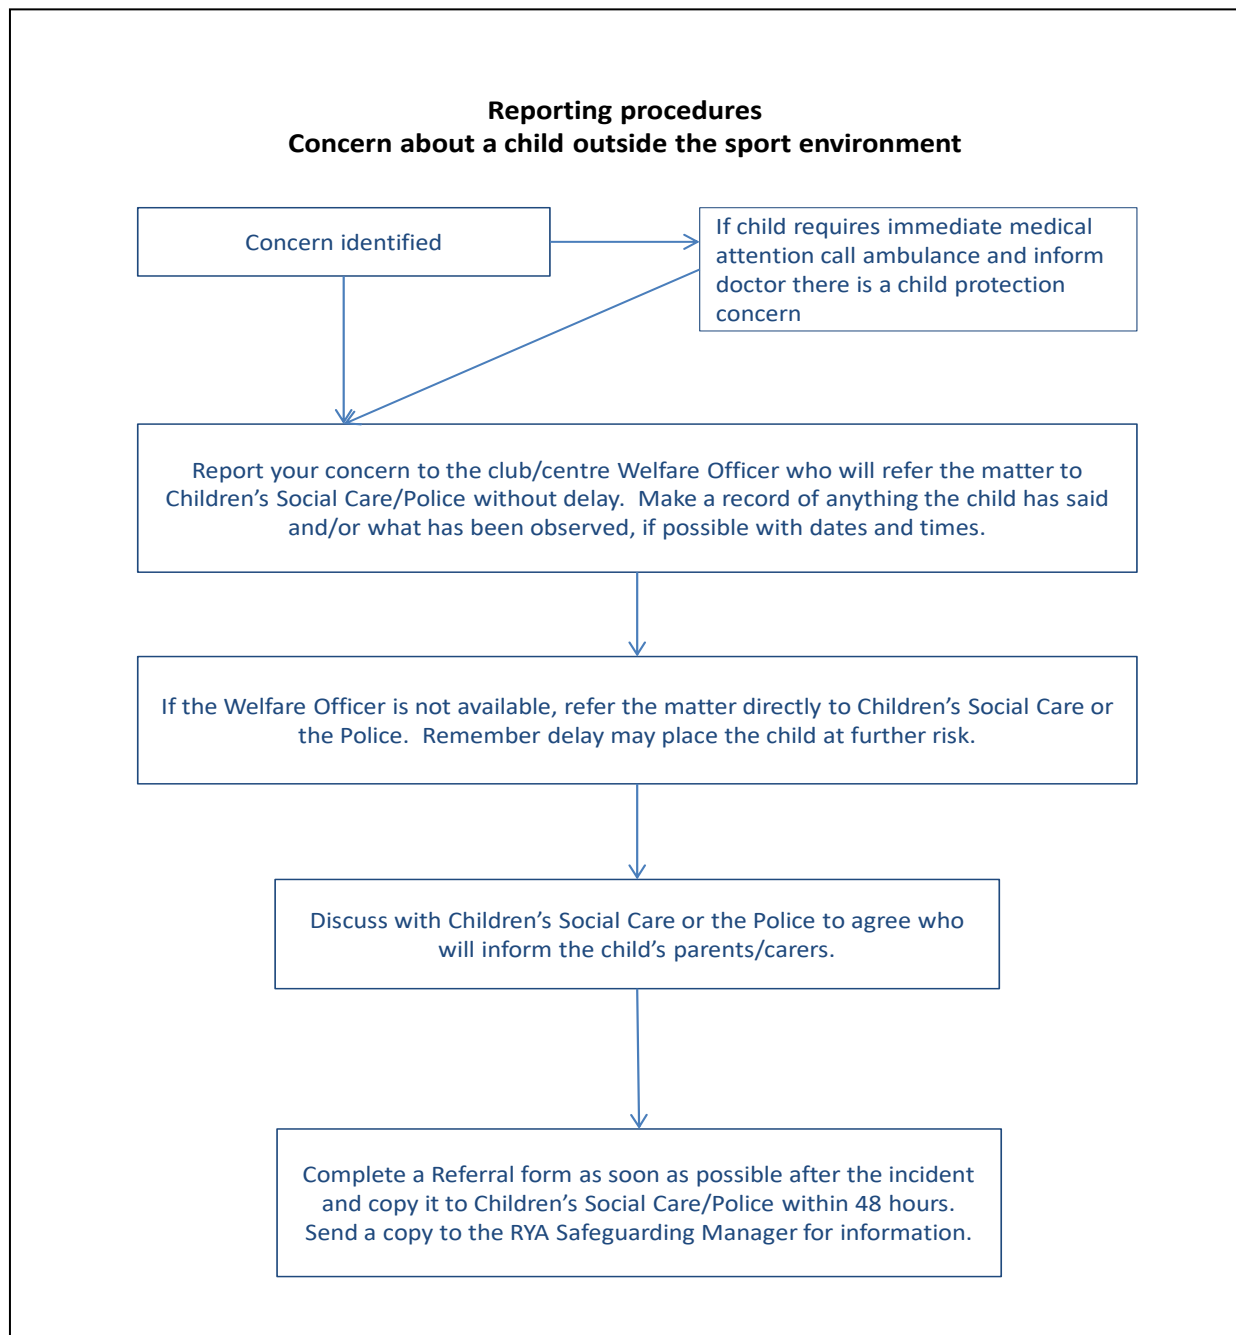 Reporting procedures
Concern about a child outside the sport environment
Concern identified
If child requires immediate medical
attention call ambulance and inform
doctor there is a child protection
concern
Report your concern to the club/centre Welfare Officer who will refer the matter to
Children’s Social Care/Police without delay.  Make a record of anything the child has said
and/or what has been observed, if possible with dates and times.
If the Welfare Officer is not available, refer the matter directly to Children’s Social Care or
the Police.  Remember delay may place the child at further risk.
Discuss with Children’s Social Care or the Police to agree who
will inform the child’s parents/carers.
Complete a Referral form as soon as possible after the incident
and copy it to Children’s Social Care/Police within 48 hours.
Send a copy to the RYA Safeguarding Manager for information.